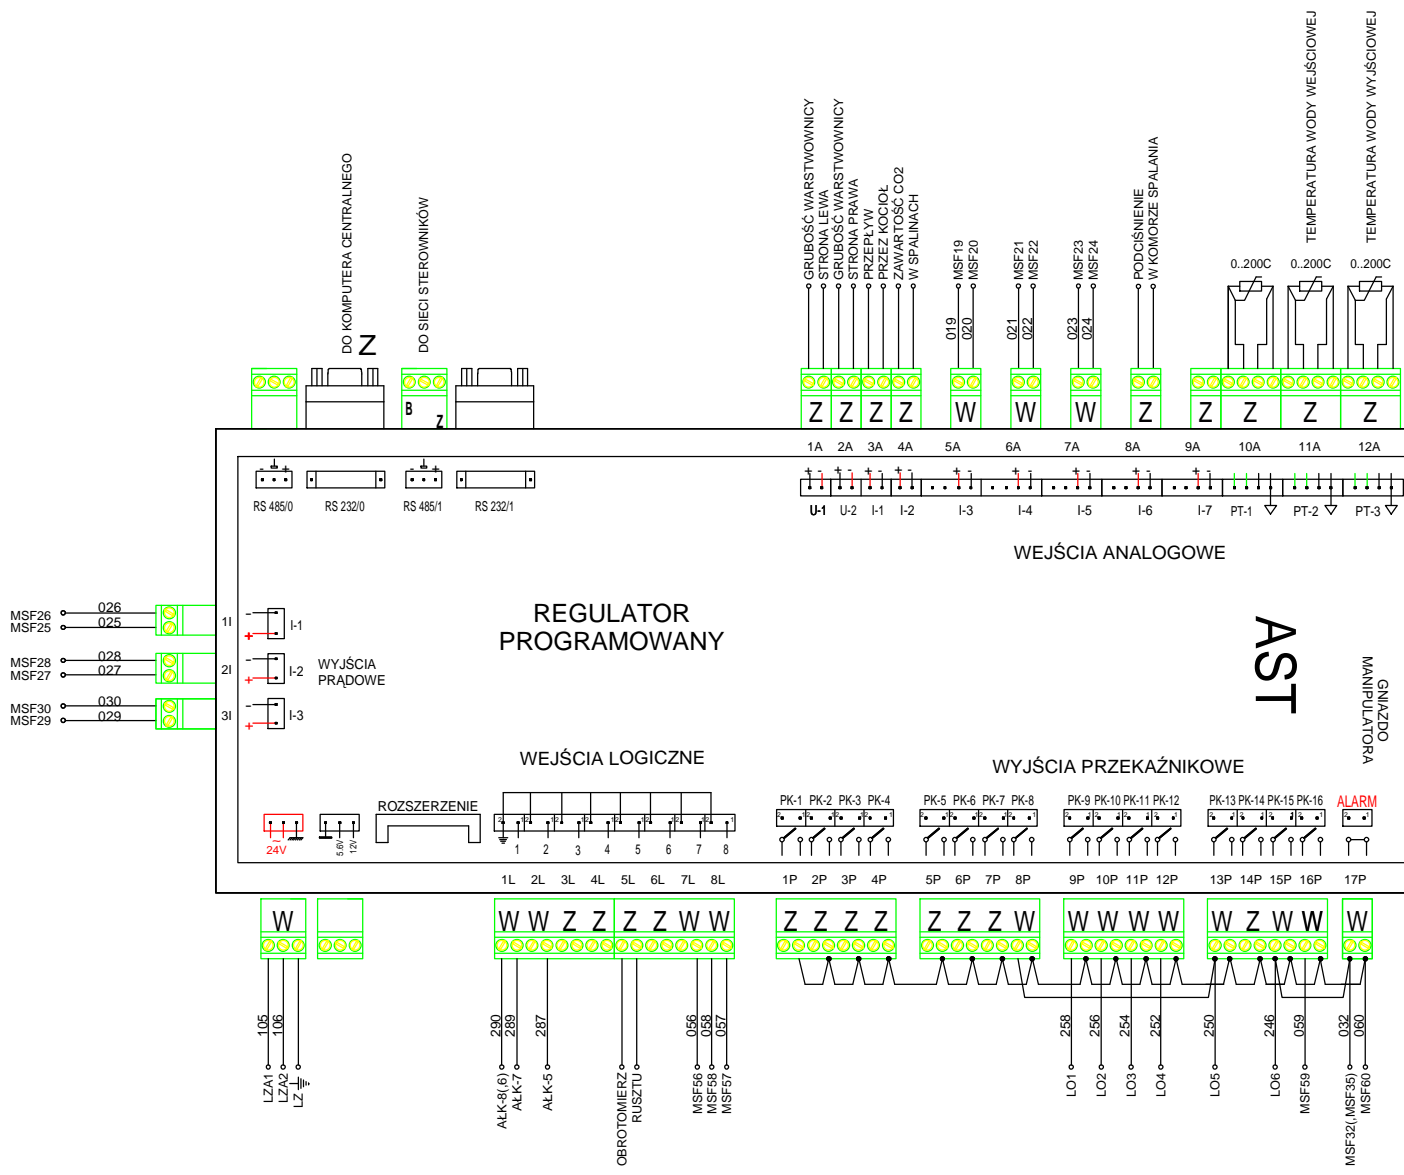 GRUBOŚĆ WARSTWOWNICY
STRONA LEWA
GRUBOŚĆ WARSTWOWNICY
STRONA PRAWA
PRZEPŁYW
PRZEZ KOCIOŁ
ZAWARTOŚĆ CO2
W SPALINACH
MSF19
MSF20
MSF21
MSF22
MSF23
MSF24
PODCIŚNIENIE
W KOMORZE SPALANIA
TEMPERATURA WODY WEJŚCIOWEJ
TEMPERATURA WODY WYJŚCIOWEJ
0..200C 0..200C 0..200C
019 020 021 022 023 024
DO KOMPUTERA CENTRALNEGO
Z
DO SIECI STEROWNIKÓW
B Z
Z Z Z Z W W W Z Z Z Z Z
1A 2A 3A 4A 5A 6A 7A 8A 9A 10A 11A 12A
+ - + - + - + - + - + - + - + - + -
- + - +
RS 485/0 RS 232/0 RS 485/1 RS 232/1
U-1 U-2 I-1 I-2 I-3 I-4 I-5 I-6 I-7 PT-1 PT-2 PT-3
WEJŚCIA ANALOGOWE
REGULATOR
PROGRAMOWANY
AST
GNIAZDO
MANIPULATORA
MSF26 026
MSF25 025
1I - + I-1
MSF28 028
MSF27 027
2I - + I-2
WYJŚCIA
PRĄDOWE
MSF30 030
MSF29 029
3I - + I-3
WEJŚCIA LOGICZNE
WYJŚCIA PRZEKAŹNIKOWE
ROZSZERZENIE
PK-1 PK-2 PK-3 PK-4 PK-5 PK-6 PK-7 PK-8 PK-9 PK-10 PK-11 PK-12 PK-13 PK-14 PK-15 PK-16 ALARM
~
24V
5.6V
12V
1 2 3 4 5 6 7 8
1L 2L 3L 4L 5L 6L 7L 8L
1P 2P 3P 4P 5P 6P 7P 8P 9P 10P 11P 12P 13P 14P 15P 16P 17P
W W W Z Z Z Z W W Z Z Z Z Z Z Z W W W W W W Z W W W
105 106 290 289 287 056 058 057 258 256 254 252 250 246 059 032 060
LZA1
LZA2
LZ
AŁK-8(,6)
AŁK-7
AŁK-5
OBROTOMIERZ
RUSZTU
MSF56
MSF58
MSF57
LO1
LO2
LO3
LO4
LO5
LO6
MSF59
MSF32(,MSF35)
MSF60